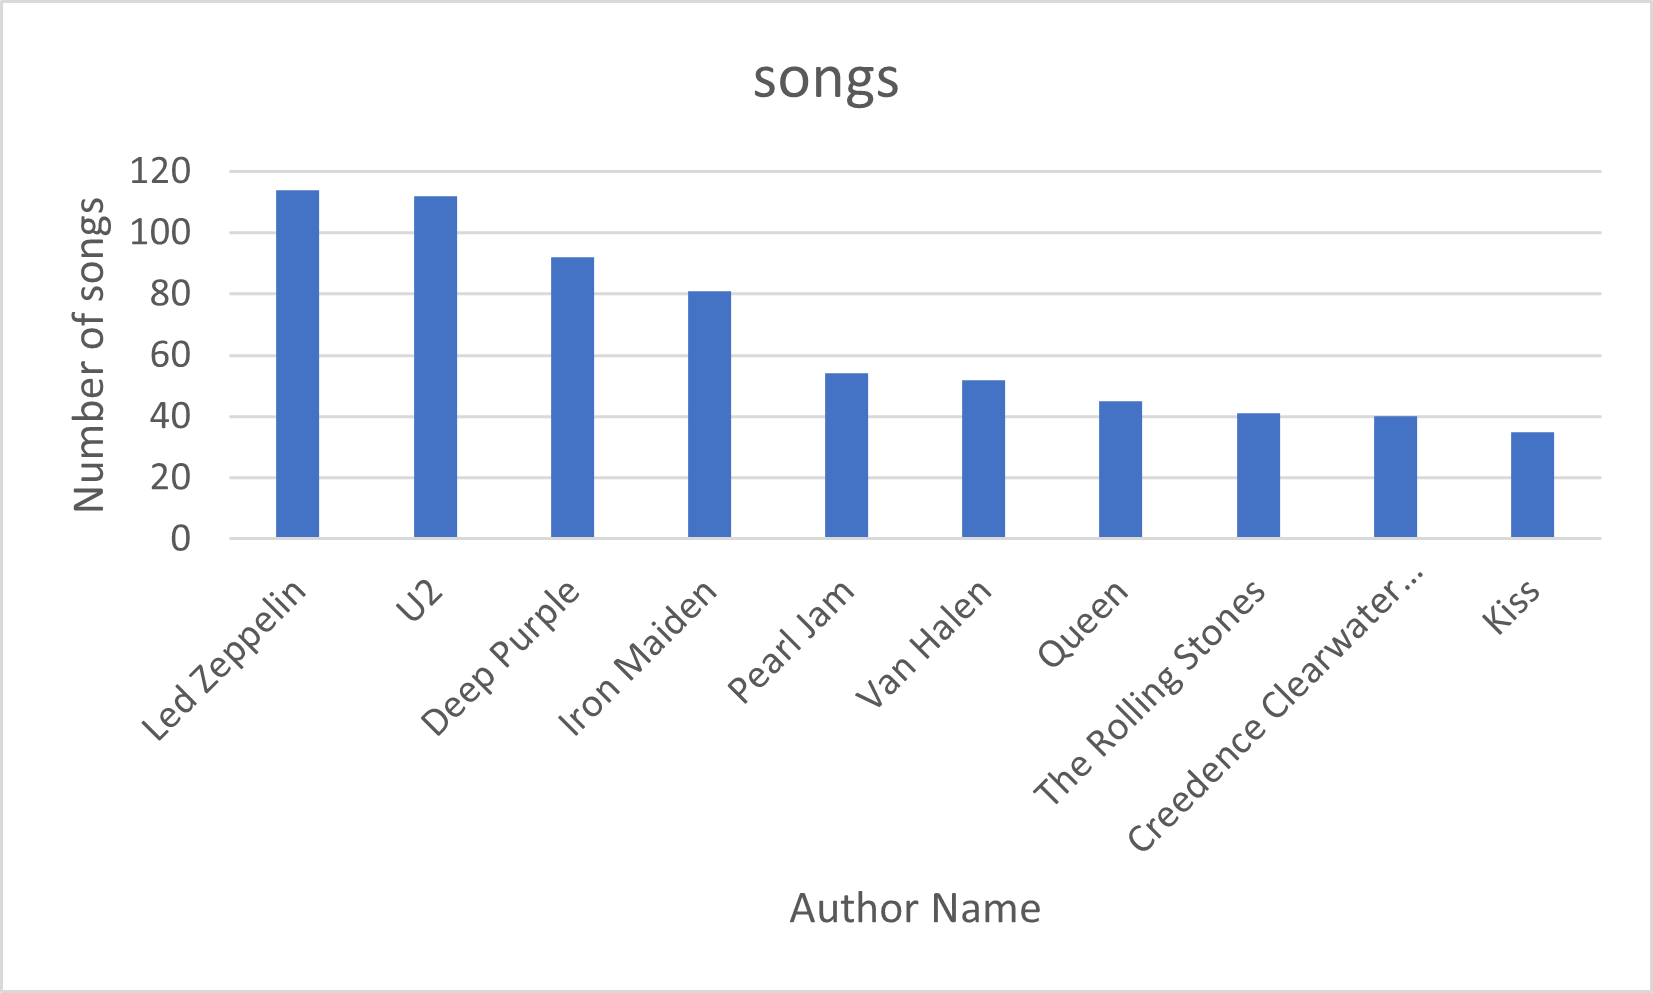 songs
Number of songs
120
100
80
60
40
20
0
Led Zeppelin
U2
Deep Purple
Iron Maiden
Pearl Jam
Van Halen
Queen
The Rolling Stones
Creedence Clearwater...
Kiss
Author Name